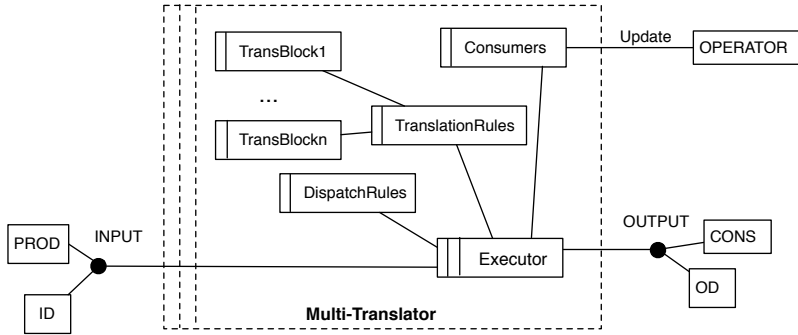 TransBlock1
Consumers
Update
OPERATOR
...
TransBlockn
TranslationRules
DispatchRules
PROD
INPUT
Executor
OUTPUT
CONS
ID
OD
Multi-Translator